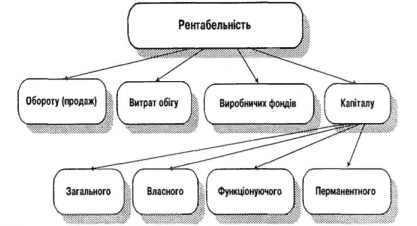 Рентабельність
Обороту (продаж)
Витрат обігу
Виробничих фондів
Капіталу
Загального
Власного
Функціонуючого
Перманентного